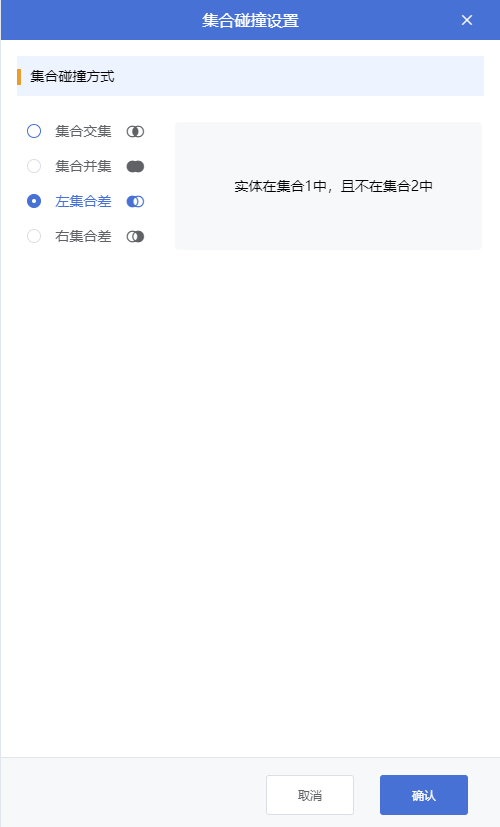 集合碰撞设置
集合碰撞方式
集合交集
集合并集
左集合差
右集合差
实体在集合1中，且不在集合2中
取消
确认